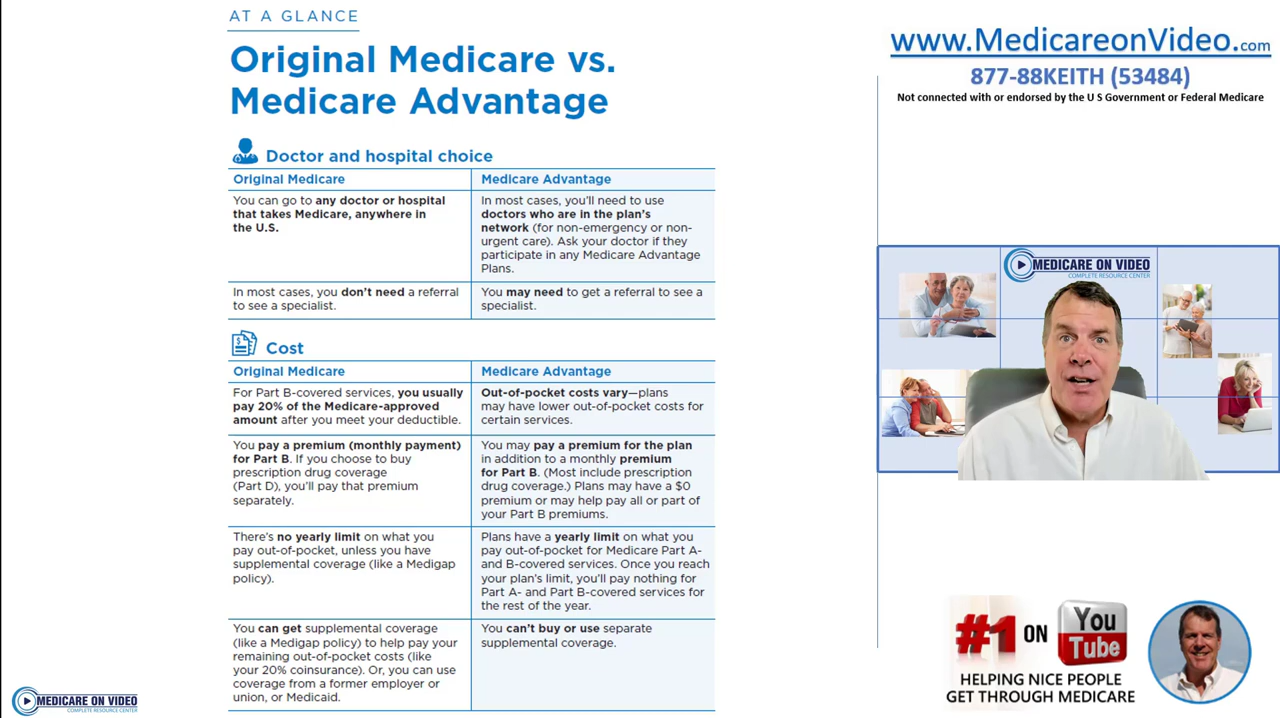 AT A GLANCE
Original Medicare vs.
Medicare Advantage
Doctor and hospital choice
Original Medicare
You can go to any doctor or hospital
that takes Medicare, anywhere in
the U.S.
In most cases, you don't need a referral
to see a specialist.
Medicare Advantage
In most cases, you'll need to use
doctors who are in the plan's
network (for non-emergency or non-
urgent care). Ask your doctor if they
participate in any Medicare Advantage
Plans.
You may need to get a referral to see a
specialist.
Cost
Original Medicare
For Part B-covered services, you usually
pay 20% of the Medicare-approved
amount after you meet your deductible.
You pay a premium (monthly payment)
for Part B. If you choose to buy
prescription drug coverage
(Part D), you'll pay that premium
separately.
There's no yearly limit on what you
pay out-of-pocket, unless you have
supplemental coverage (like a Medigap
policy).
You can get supplemental coverage
(like a Medigap policy) to help pay your
remaining out-of-pocket costs (like
your 20% coinsurance). Or, you can use
coverage from a former employer or
union, or Medicaid.
Medicare Advantage
Out-of-pocket costs vary—plans
may have lower out-of-pocket costs for
certain services.
You may pay a premium for the plan
in addition to a monthly premium
for Part B. (Most include prescription
drug coverage.) Plans may have a $0
premium or may help pay all or part of
your Part B premiums.
Plans have a yearly limit on what you
pay out-of-pocket for Medicare Part A-
and B-covered services. Once you reach
your plan's limit, you'll pay nothing for
Part A- and Part B-covered services for
the rest of the year.
You can't buy or use separate
supplemental coverage.
www.MedicareonVideo.com
877-88KEITH (53484)
Not connected with or endorsed by the U S Government or Federal Medicare
MEDICARE ON VIDEO
COMPLETE RESOURCE CENTER
#1 ON
You
Tube
HELPING NICE PEOPLE
GET THROUGH MEDICARE
MEDICARE ON VIDEO
COMPLETE RESOURCE CENTER